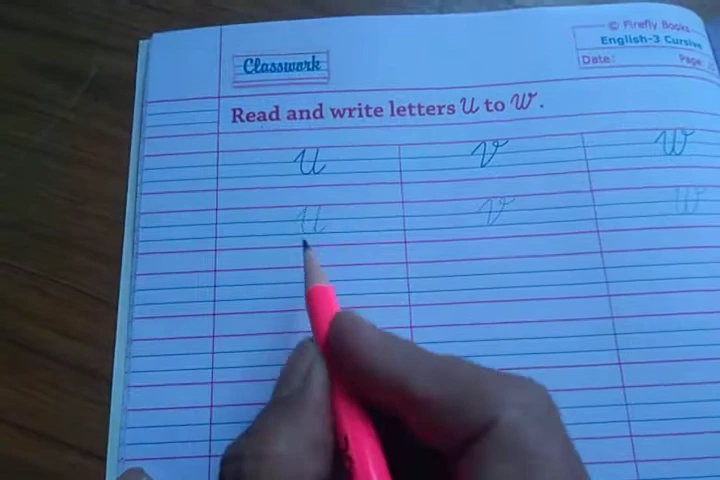 © Firefly Books
English-3 Cursive
Classwork
Date: Page
Read and write letters U to W.
U V W
U V W